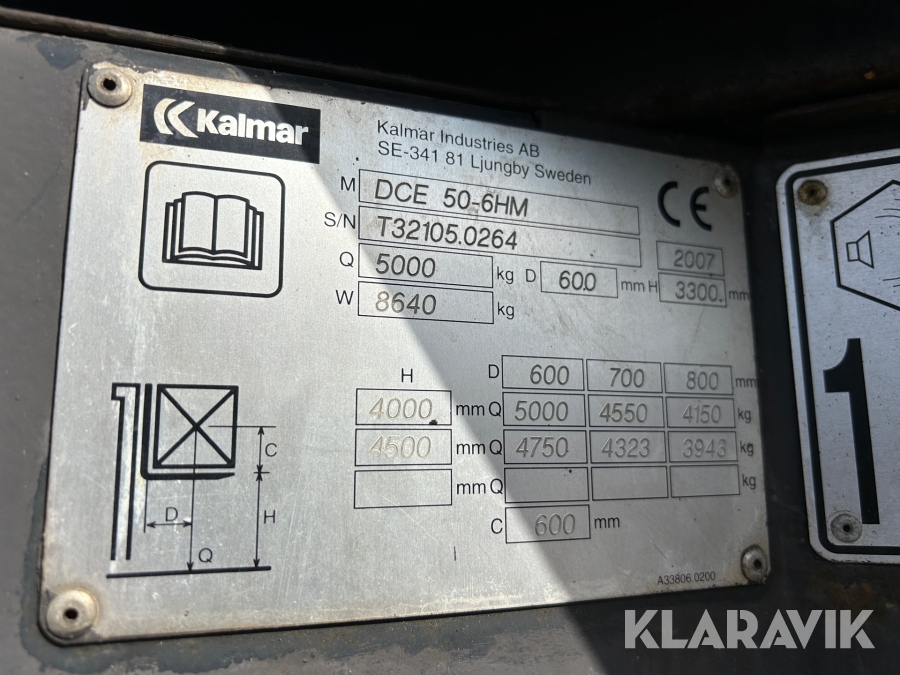 Kalmar
Kalmar Industries AB
SE-341 81 Ljungby Sweden
M DCE 50-6HM
S/N T32105.0264
CE
2007
Q 5000 kg D 600 mm H 3300 mm
W 8640 kg
H D 600 700 800 mm
4000 mm Q 5000 4550 4150 kg
4500 mm Q 4750 4323 3943 kg
mm Q kg
C 600 mm
C
D
H
Q
A33806.0200
1
KLARAVIK